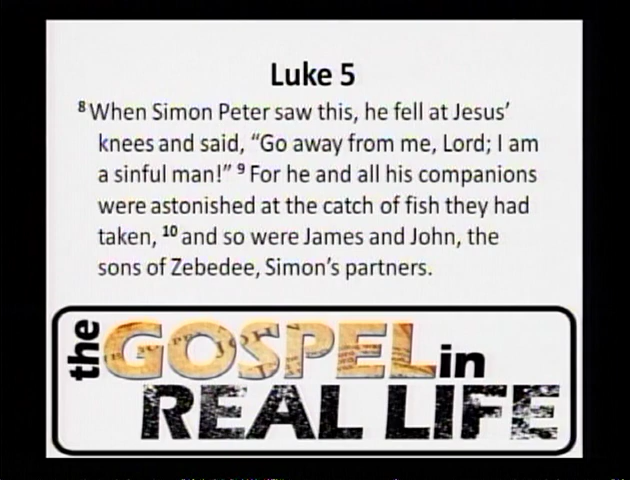 Luke 5
⁸ When Simon Peter saw this, he fell at Jesus’
knees and said, “Go away from me, Lord; I am
a sinful man!” ⁹ For he and all his companions
were astonished at the catch of fish they had
taken, ¹⁰ and so were James and John, the
sons of Zebedee, Simon’s partners.
the GOSPEL in
REAL LIFE